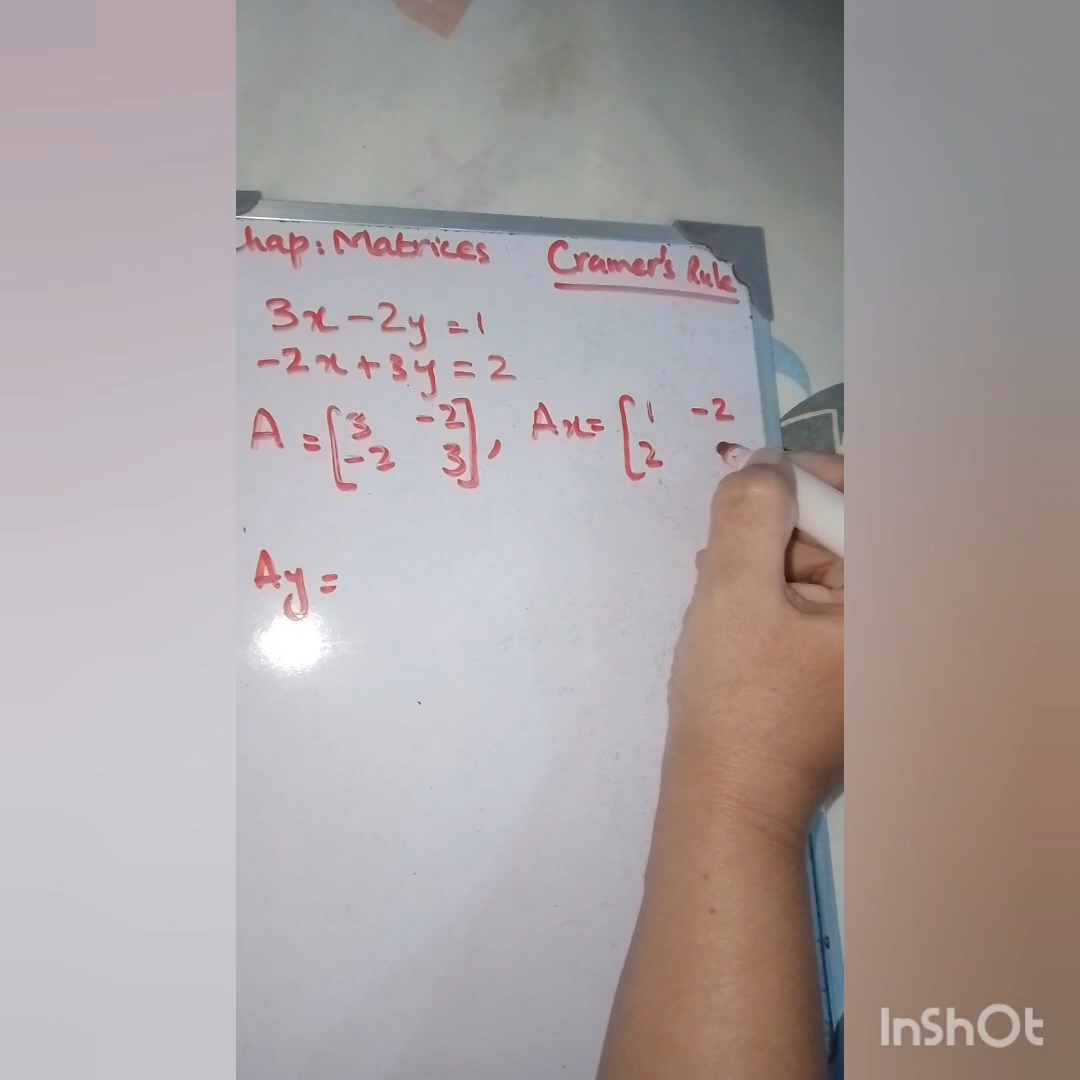 hap: Matrices Cramer's Rule
3x - 2y = 1
-2x + 3y = 2
A = [3 -2
-2 3], Ax = [1 -2
2
Ay =
InShOt